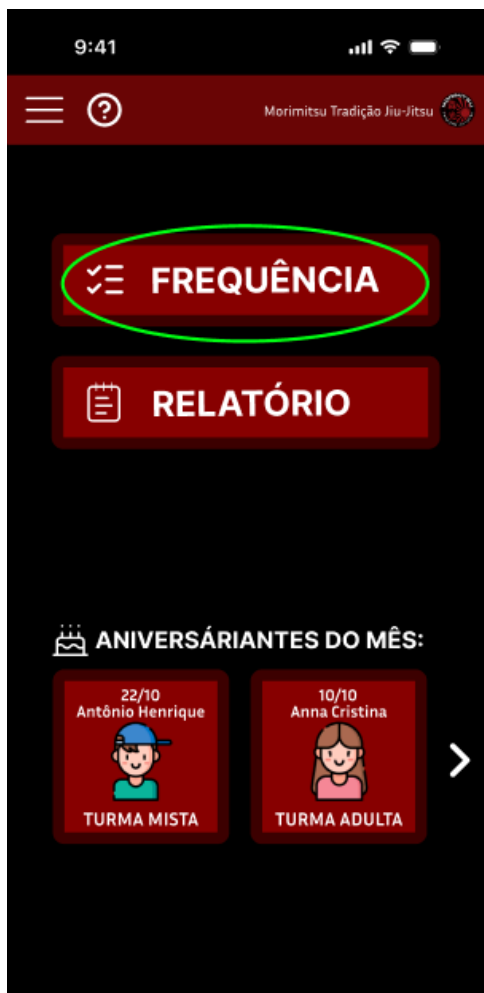 9:41
Morimitsu Tradição Jiu-Jitsu
FREQUÊNCIA
RELATÓRIO
ANIVERSÁRIANTES DO MÊS:
22/10
Antônio Henrique
TURMA MISTA
10/10
Anna Cristina
TURMA ADULTA